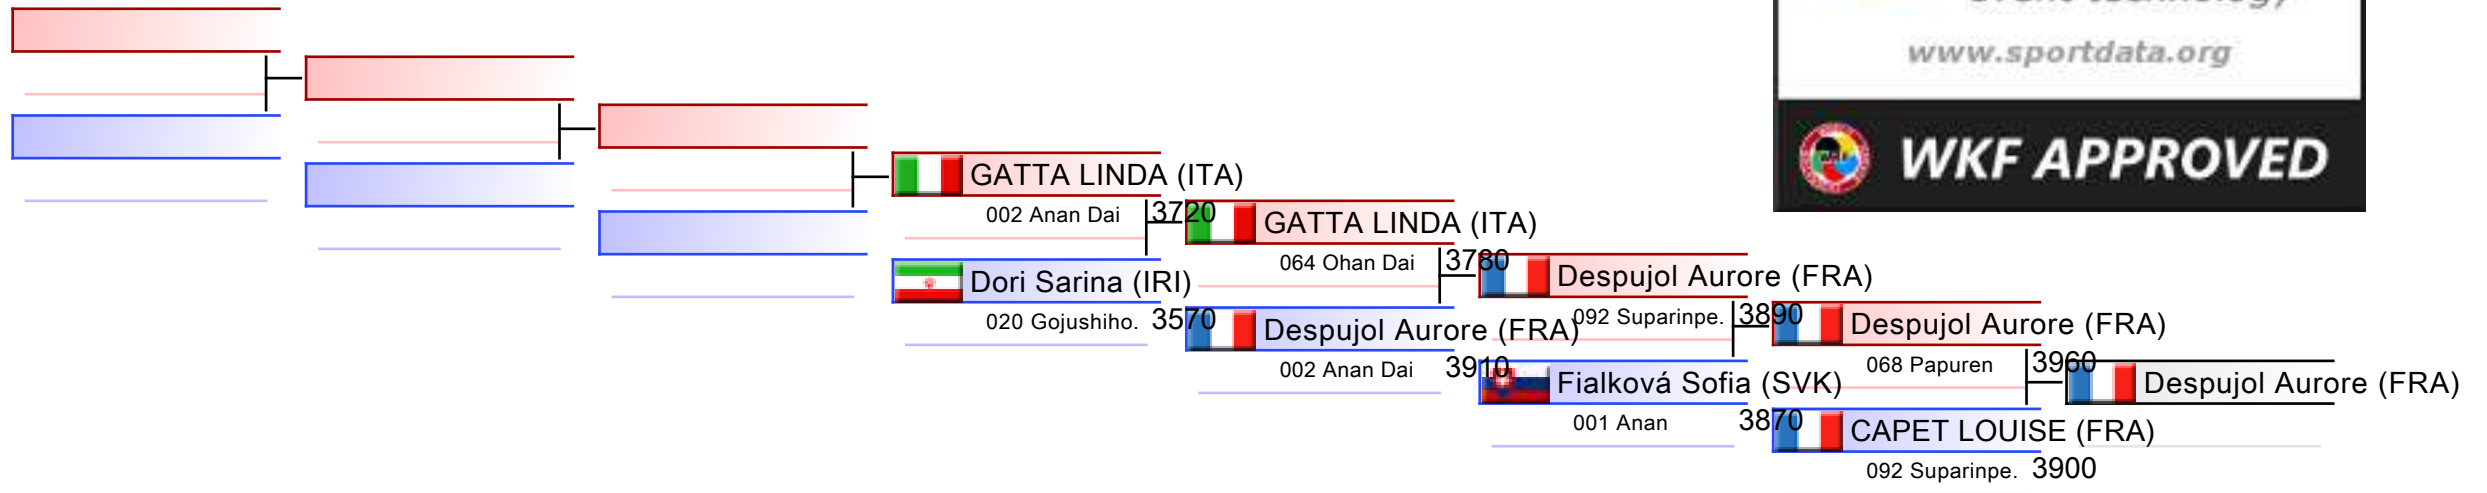 event technology
www.sportdata.org
WKF APPROVED
GATTA LINDA (ITA)
002 Anan Dai 3720
GATTA LINDA (ITA)
064 Ohan Dai 3780
Dori Sarina (IRI)
020 Gojushiho. 3570
Despujol Aurore (FRA)
092 Suparinpe. 3890
Despujol Aurore (FRA)
002 Anan Dai 3910
Despujol Aurore (FRA)
068 Papuren 3960
Fialková Sofia (SVK)
001 Anan 3870
Despujol Aurore (FRA)
CAPET LOUISE (FRA)
092 Suparinpe. 3900